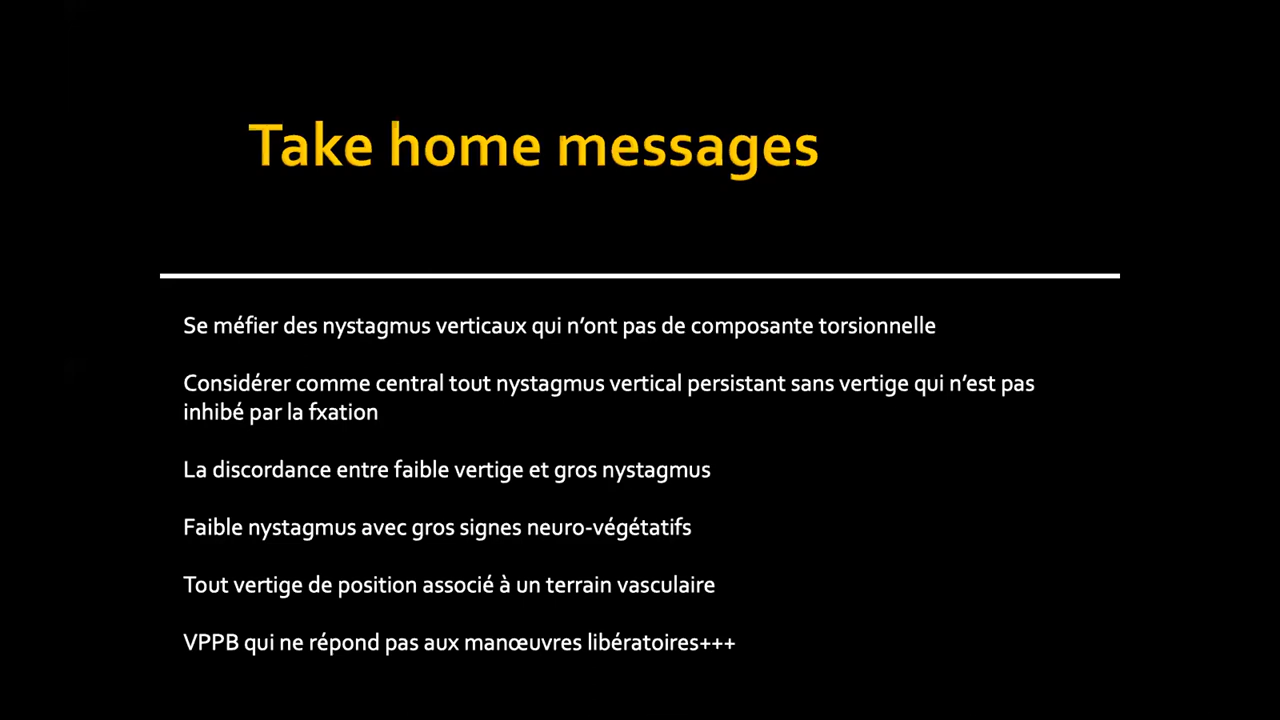 Take home messages
Se méfier des nystagmus verticaux qui n’ont pas de composante torsionnelle
Considérer comme central tout nystagmus vertical persistant sans vertige qui n’est pas
inhibé par la fxation
La discordance entre faible vertige et gros nystagmus
Faible nystagmus avec gros signes neuro-végétatifs
Tout vertige de position associé à un terrain vasculaire
VPPB qui ne répond pas aux manœuvres libératoires+++